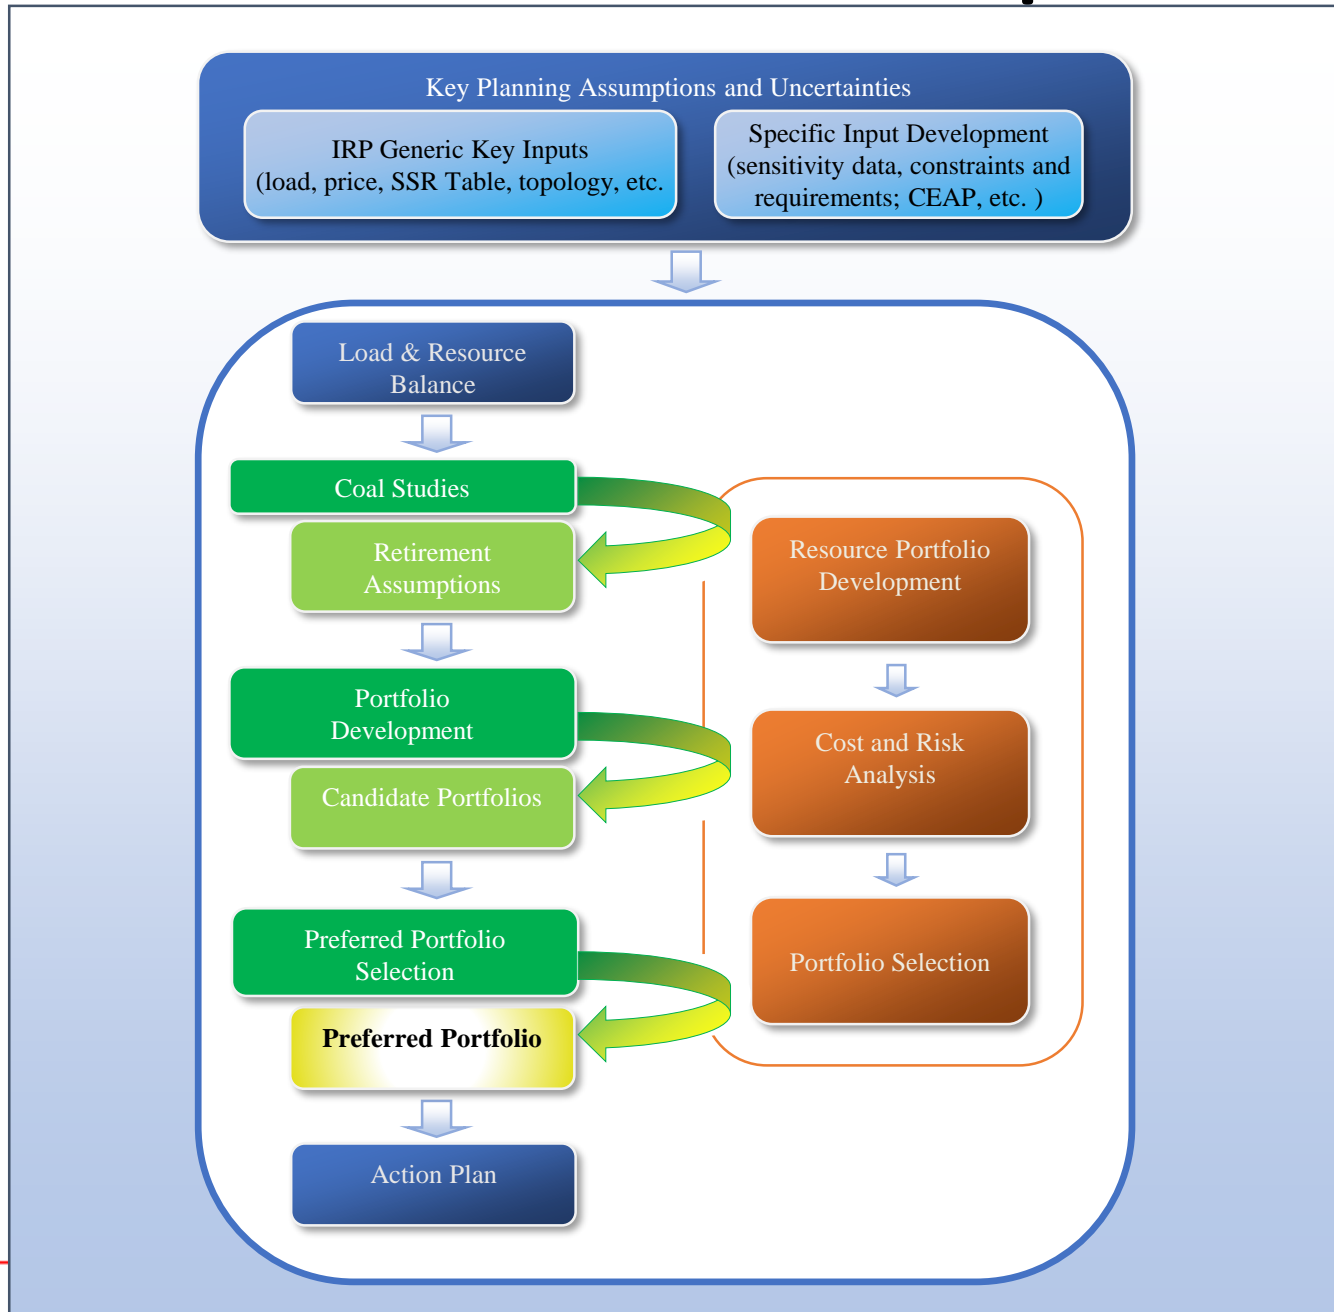 Key Planning Assumptions and Uncertainties
IRP Generic Key Inputs
(load, price, SSR Table, topology, etc.
Specific Input Development
(sensitivity data, constraints and
requirements; CEAP, etc. )
Load & Resource
Balance
Coal Studies
Retirement
Assumptions
Portfolio
Development
Candidate Portfolios
Preferred Portfolio
Selection
Preferred Portfolio
Action Plan
Resource Portfolio
Development
Cost and Risk
Analysis
Portfolio Selection